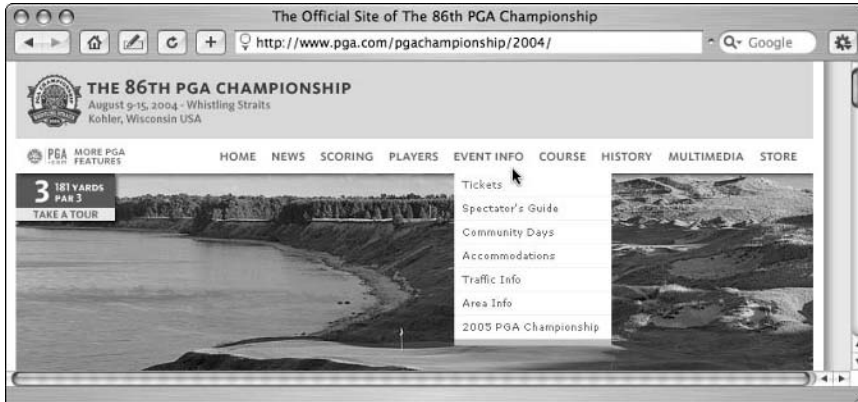 The Official Site of The 86th PGA Championship
http://www.pga.com/pgachampionship/2004/
Google
THE 86TH PGA CHAMPIONSHIP
August 9-15, 2004 - Whistling Straits
Kohler, Wisconsin USA
PGA .COM MORE PGA FEATURES
HOME NEWS SCORING PLAYERS EVENT INFO COURSE HISTORY MULTIMEDIA STORE
3 181 YARDS PAR 3
TAKE A TOUR
Tickets
Spectator's Guide
Community Days
Accommodations
Traffic Info
Area Info
2005 PGA Championship